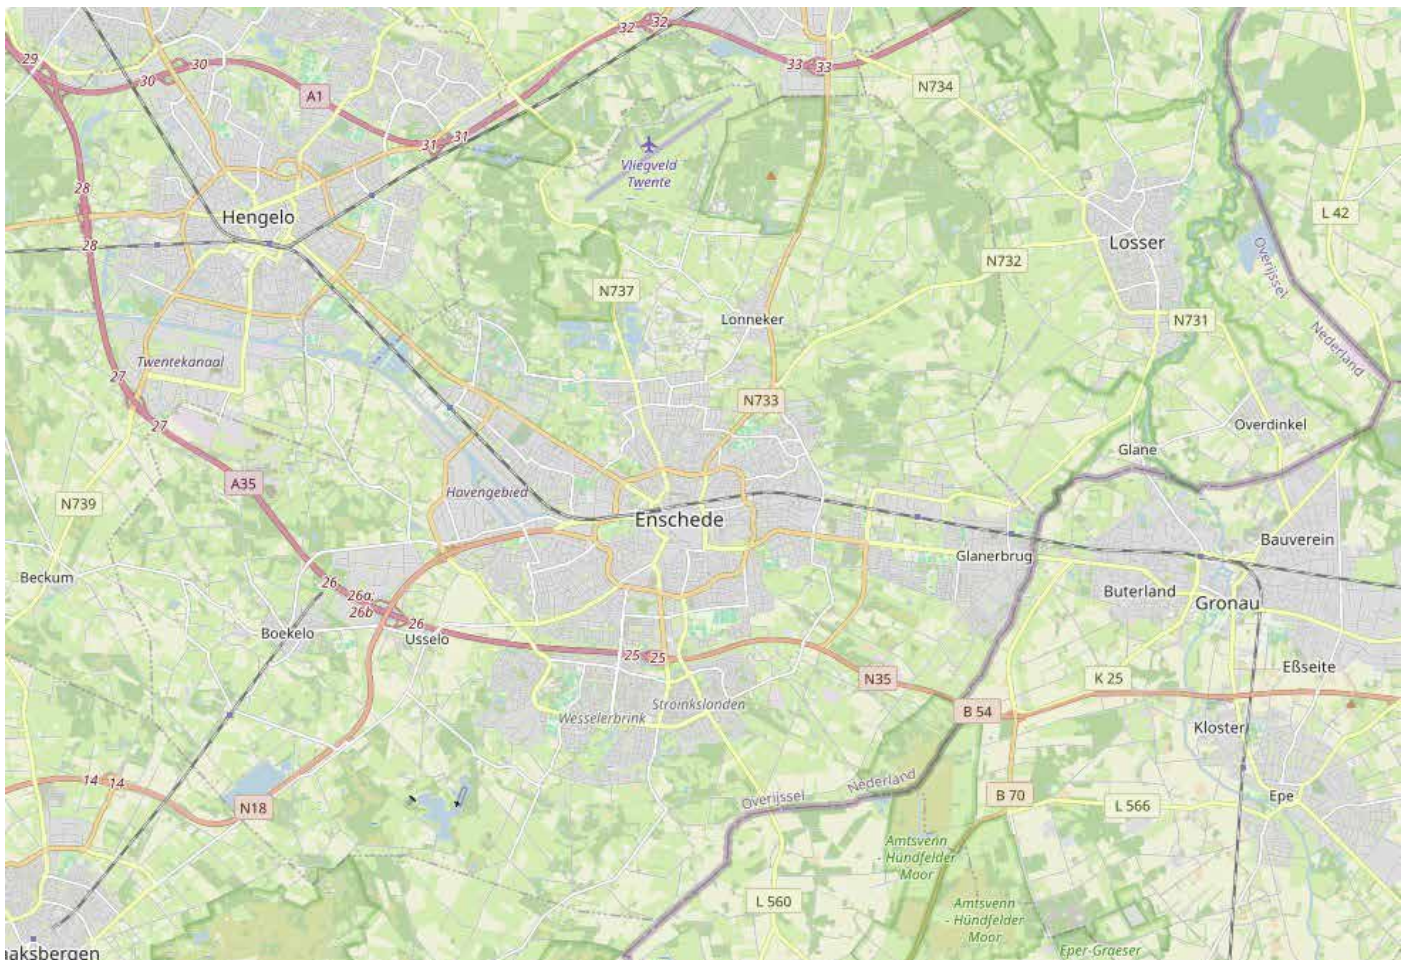 32
32
29
30
30
33
33
A1
N734
31
31
Vliegveld
Twente
28
Hengelo
L 42
28
Losser
Overijssel
N732
N737
Lonneker
N731
Nederland
Twentekanaal
27
N733
27
Overdinkel
Glane
A35
Havengebied
N739
Enschede
Bauverein
Glanerbrug
Beckum
26
26a;
26b
Buterland
Gronau
26
Boekelo
Usselo
25
25
Eßseite
N35
K 25
Stroinkslanden
Wesselerbrink
B 54
Kloster
14
14
Nederland
Overijssel
N18
B 70
L 566
Epe
Amtsvenn
- Hündfelder
Moor
L 560
Amtsvenn
- Hündfelder
Moor
aksbergen
Eper-Graeser